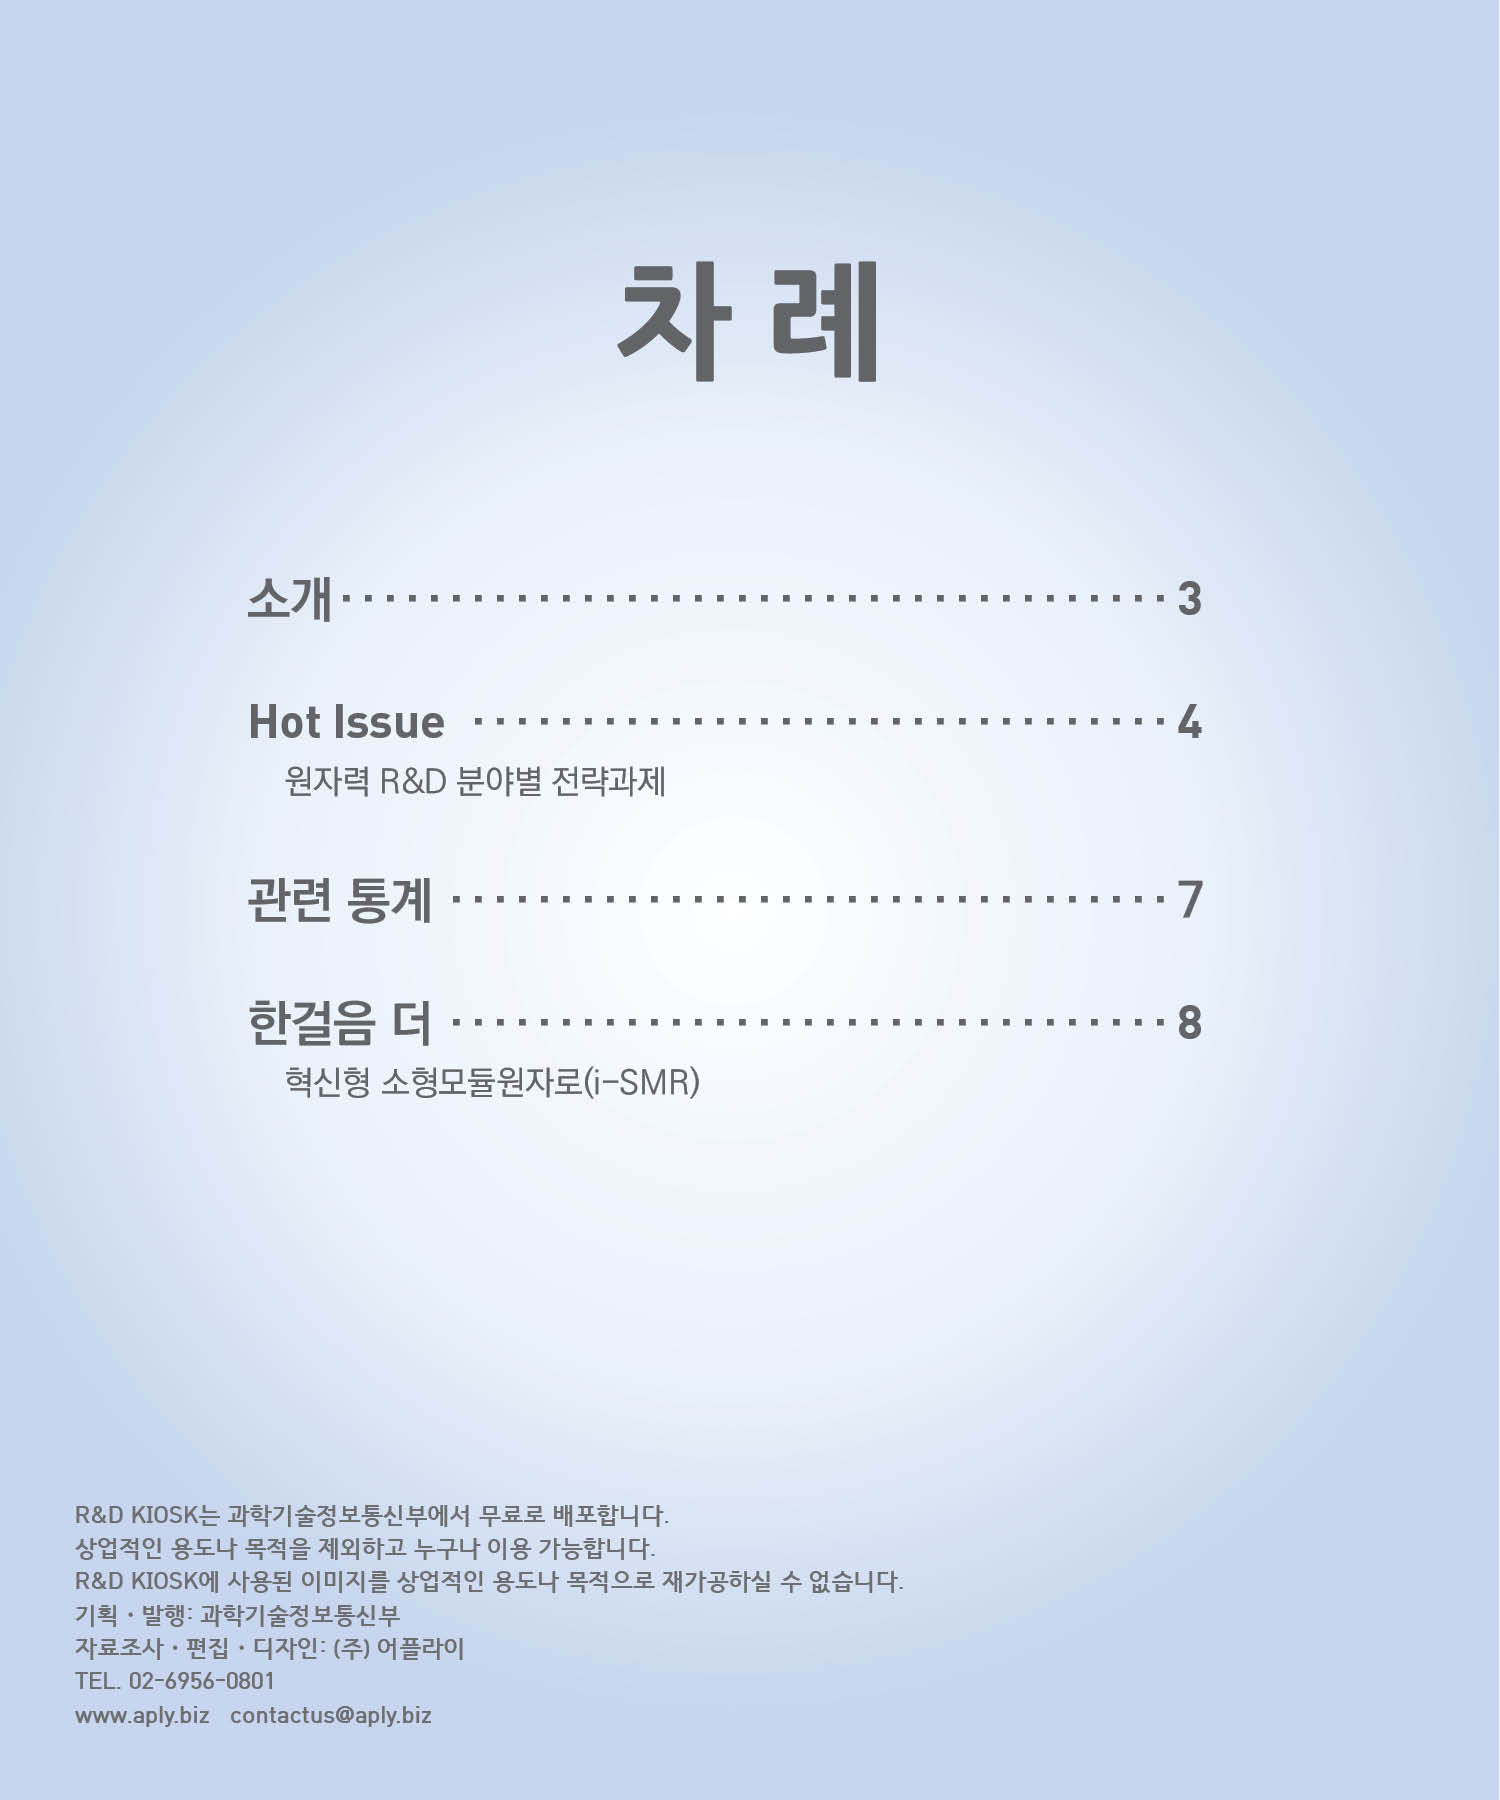 차 례
소개 ······································ 3
Hot Issue ································ 4
원자력 R&D 분야별 전략과제
관련 통계 ································· 7
한걸음 더 ································· 8
혁신형 소형모듈원자로(i-SMR)
R&D KIOSK는 과학기술정보통신부에서 무료로 배포합니다.
상업적인 용도나 목적을 제외하고 누구나 이용 가능합니다.
R&D KIOSK에 사용된 이미지를 상업적인 용도나 목적으로 재가공하실 수 없습니다.
기획 · 발행: 과학기술정보통신부
자료조사 · 편집 · 디자인: (주) 어플라이
TEL. 02-6956-0801
www.aply.biz contactus@aply.biz